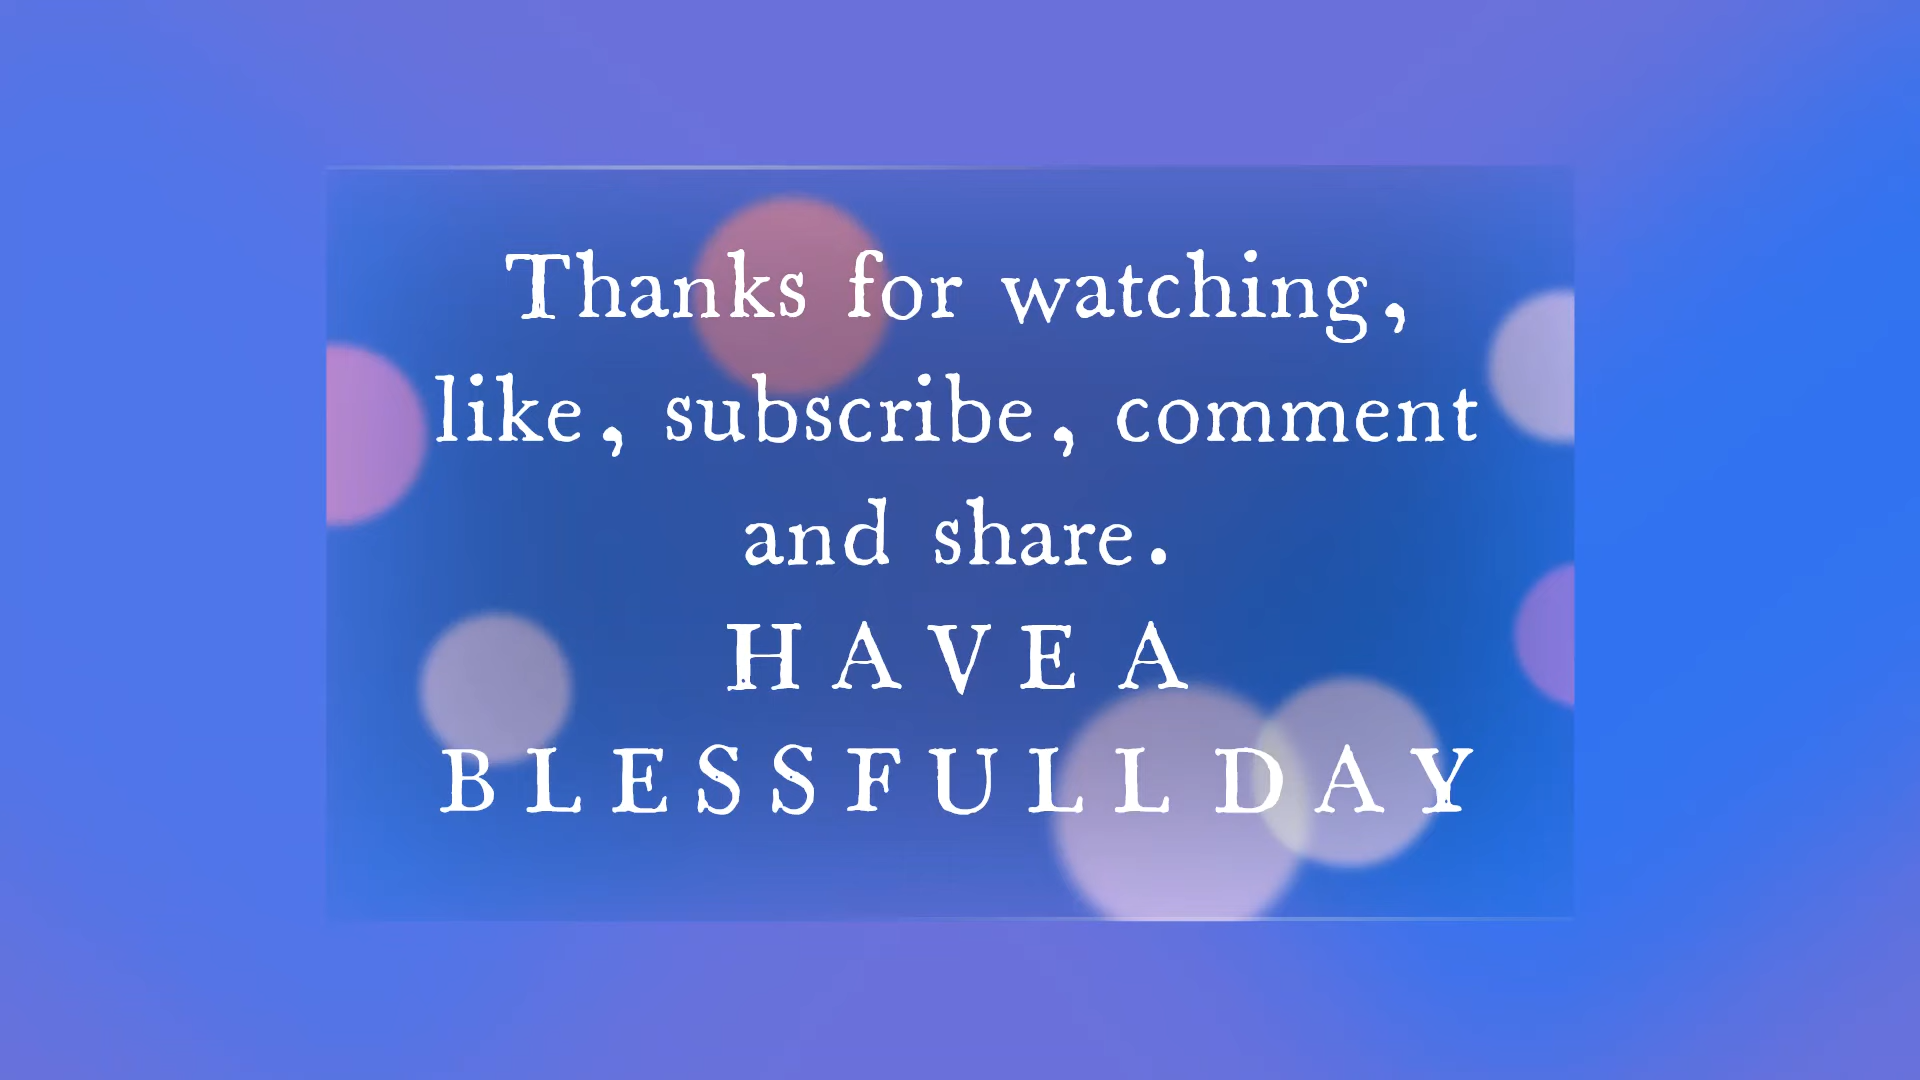 Thanks for watching,
like, subscribe, comment
and share.
HAVE A
BLESSFULL DAY